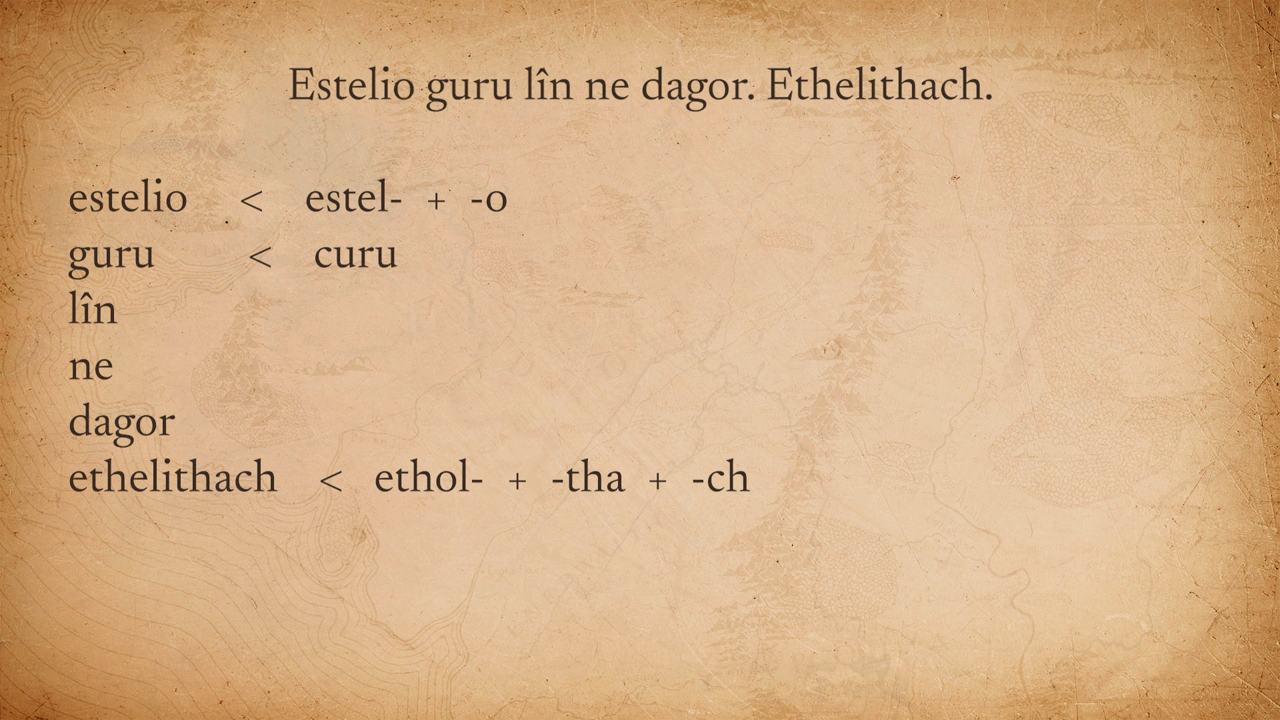 Estelio guru lîn ne dagor. Ethelithach.
estelio < estel- + -o
guru < curu
lîn
ne
dagor
ethelithach < ethol- + -tha + -ch